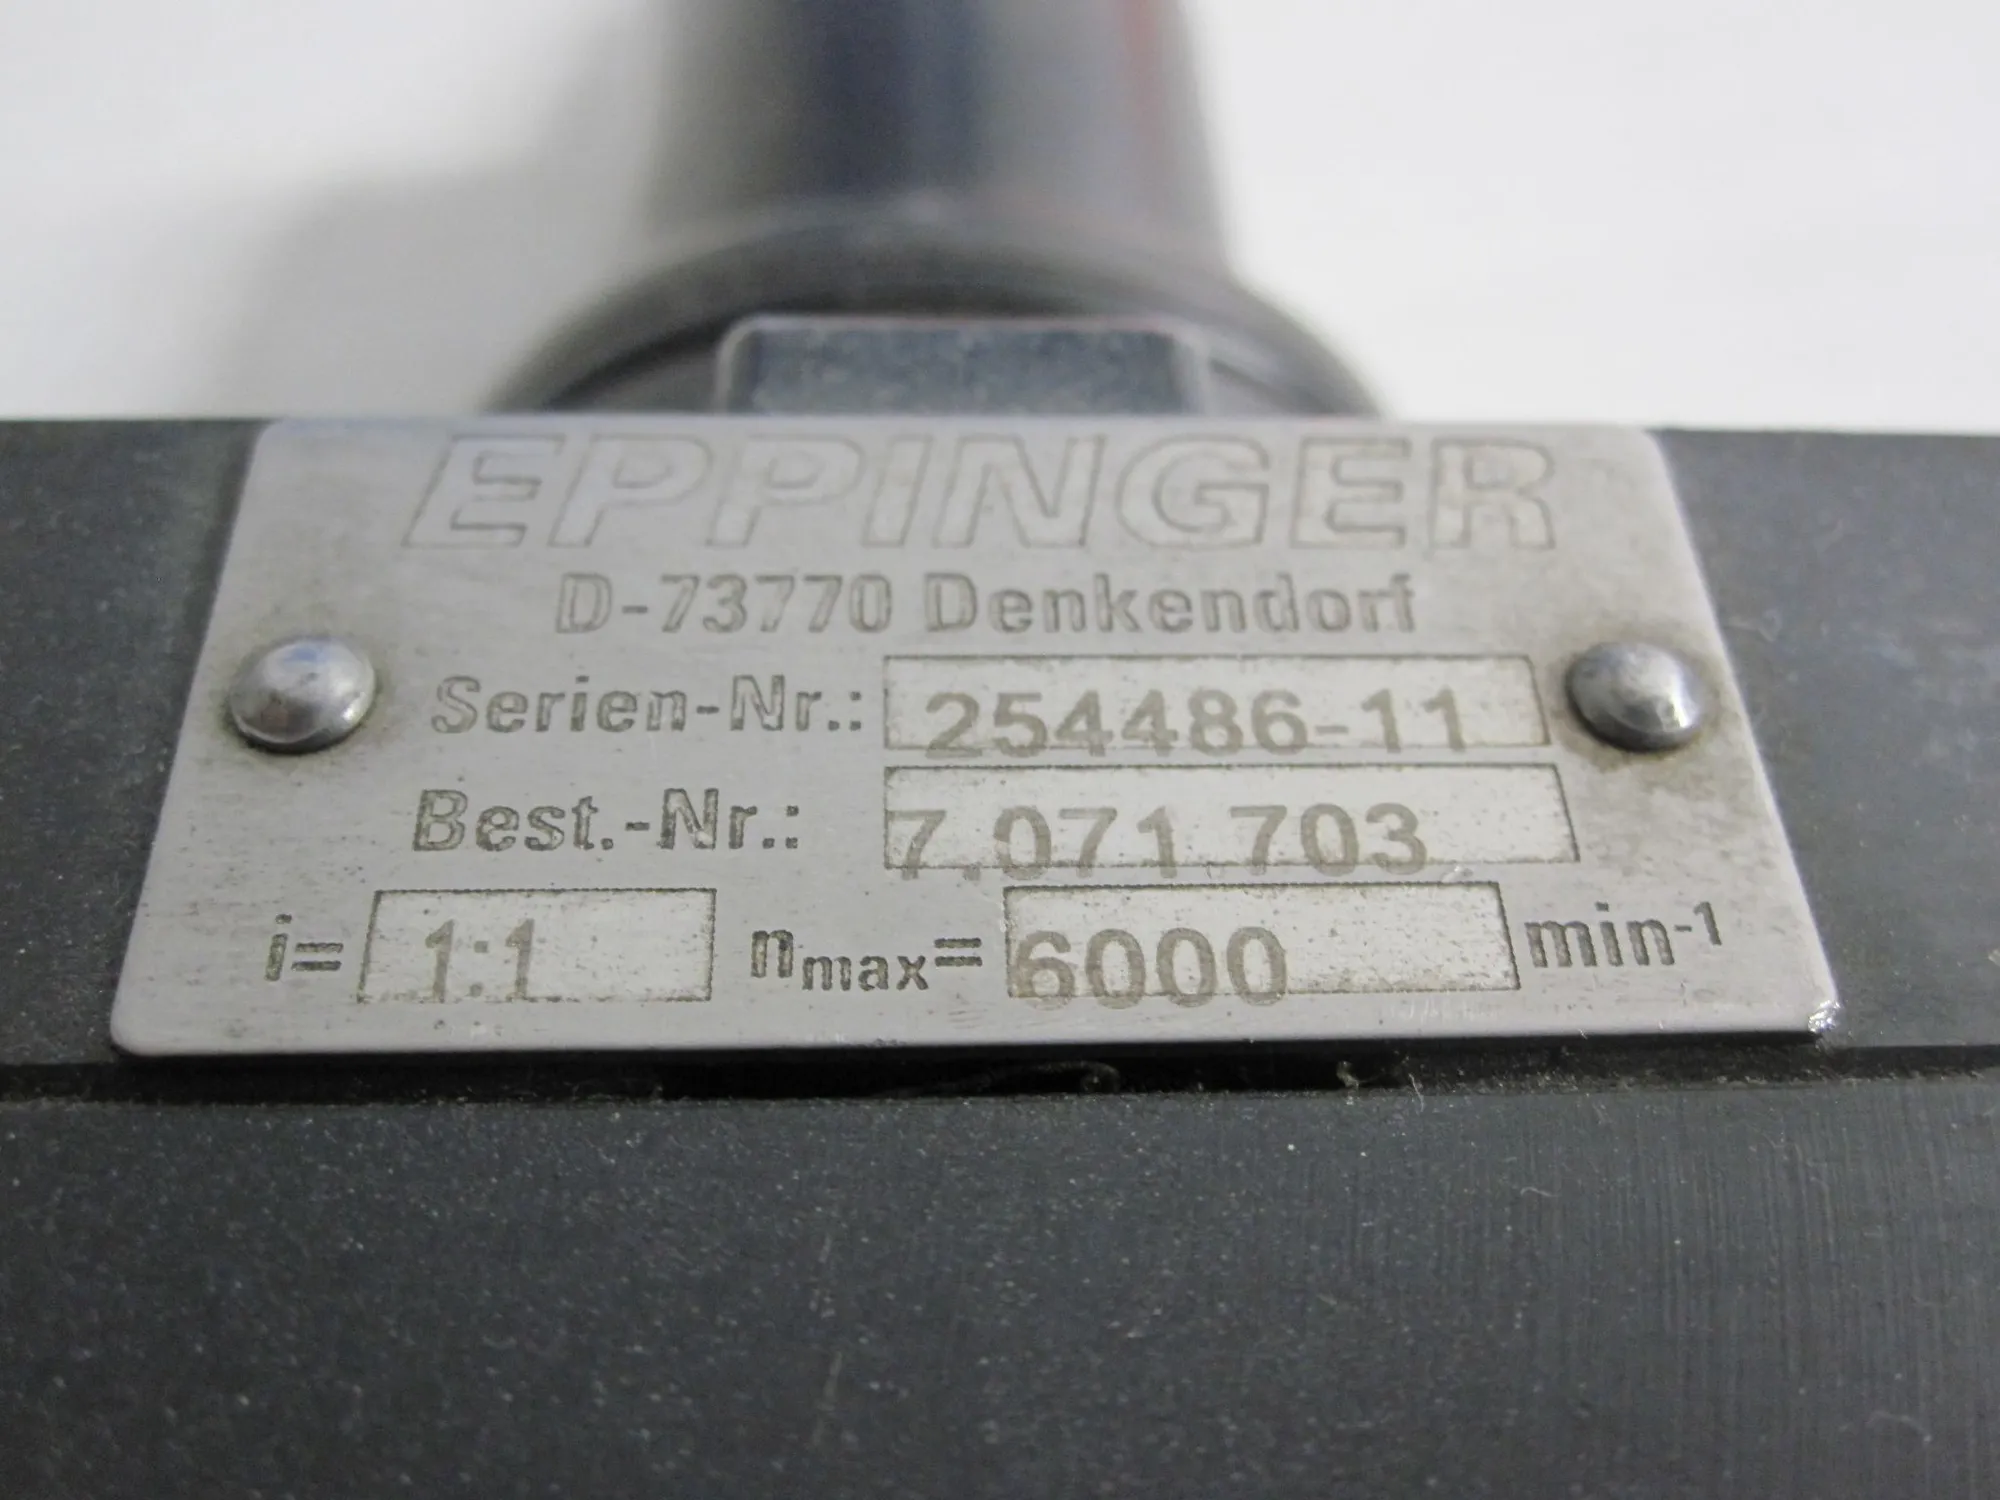 EPPINGER
D-73770 Denkendorf
Serien-Nr.: 254486-11
Best.-Nr.: 7.071.703
i= 1:1 nmax= 6000 min-1